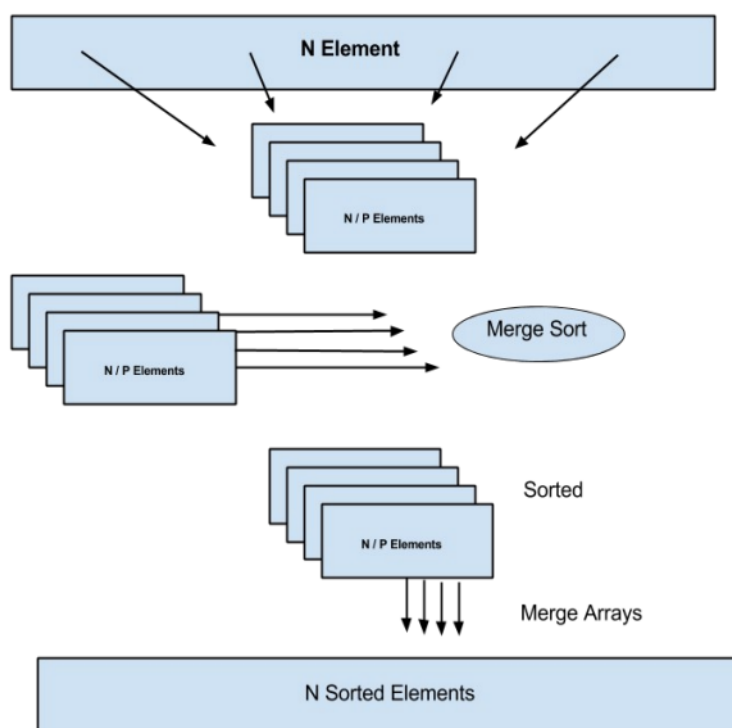 N Element
N / P Elements
Merge Sort
N / P Elements
Sorted
N / P Elements
Merge Arrays
N Sorted Elements